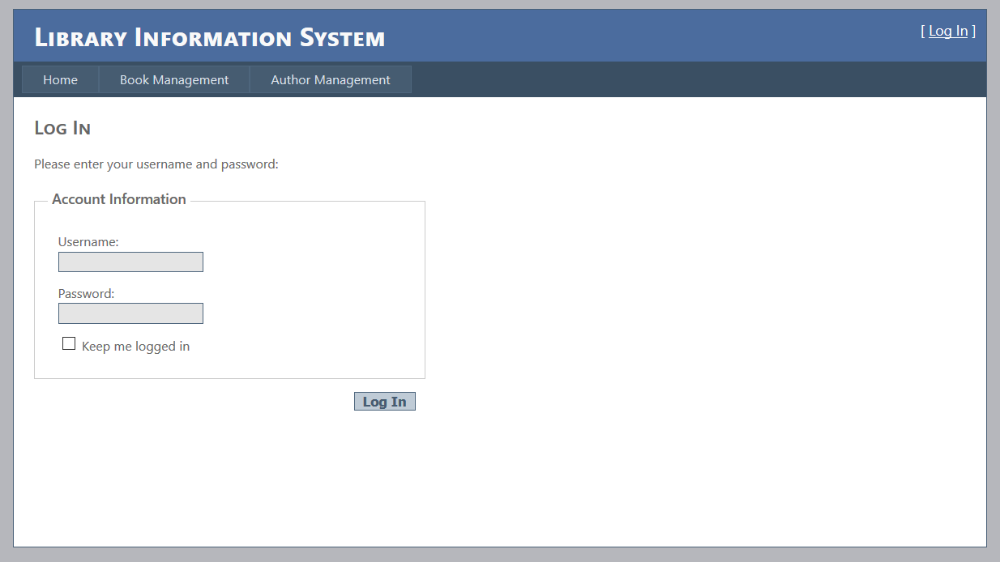 Library Information System
[ Log In ]
Home Book Management Author Management
Log In
Please enter your username and password:
Account Information
Username:
Password:
Keep me logged in
Log In